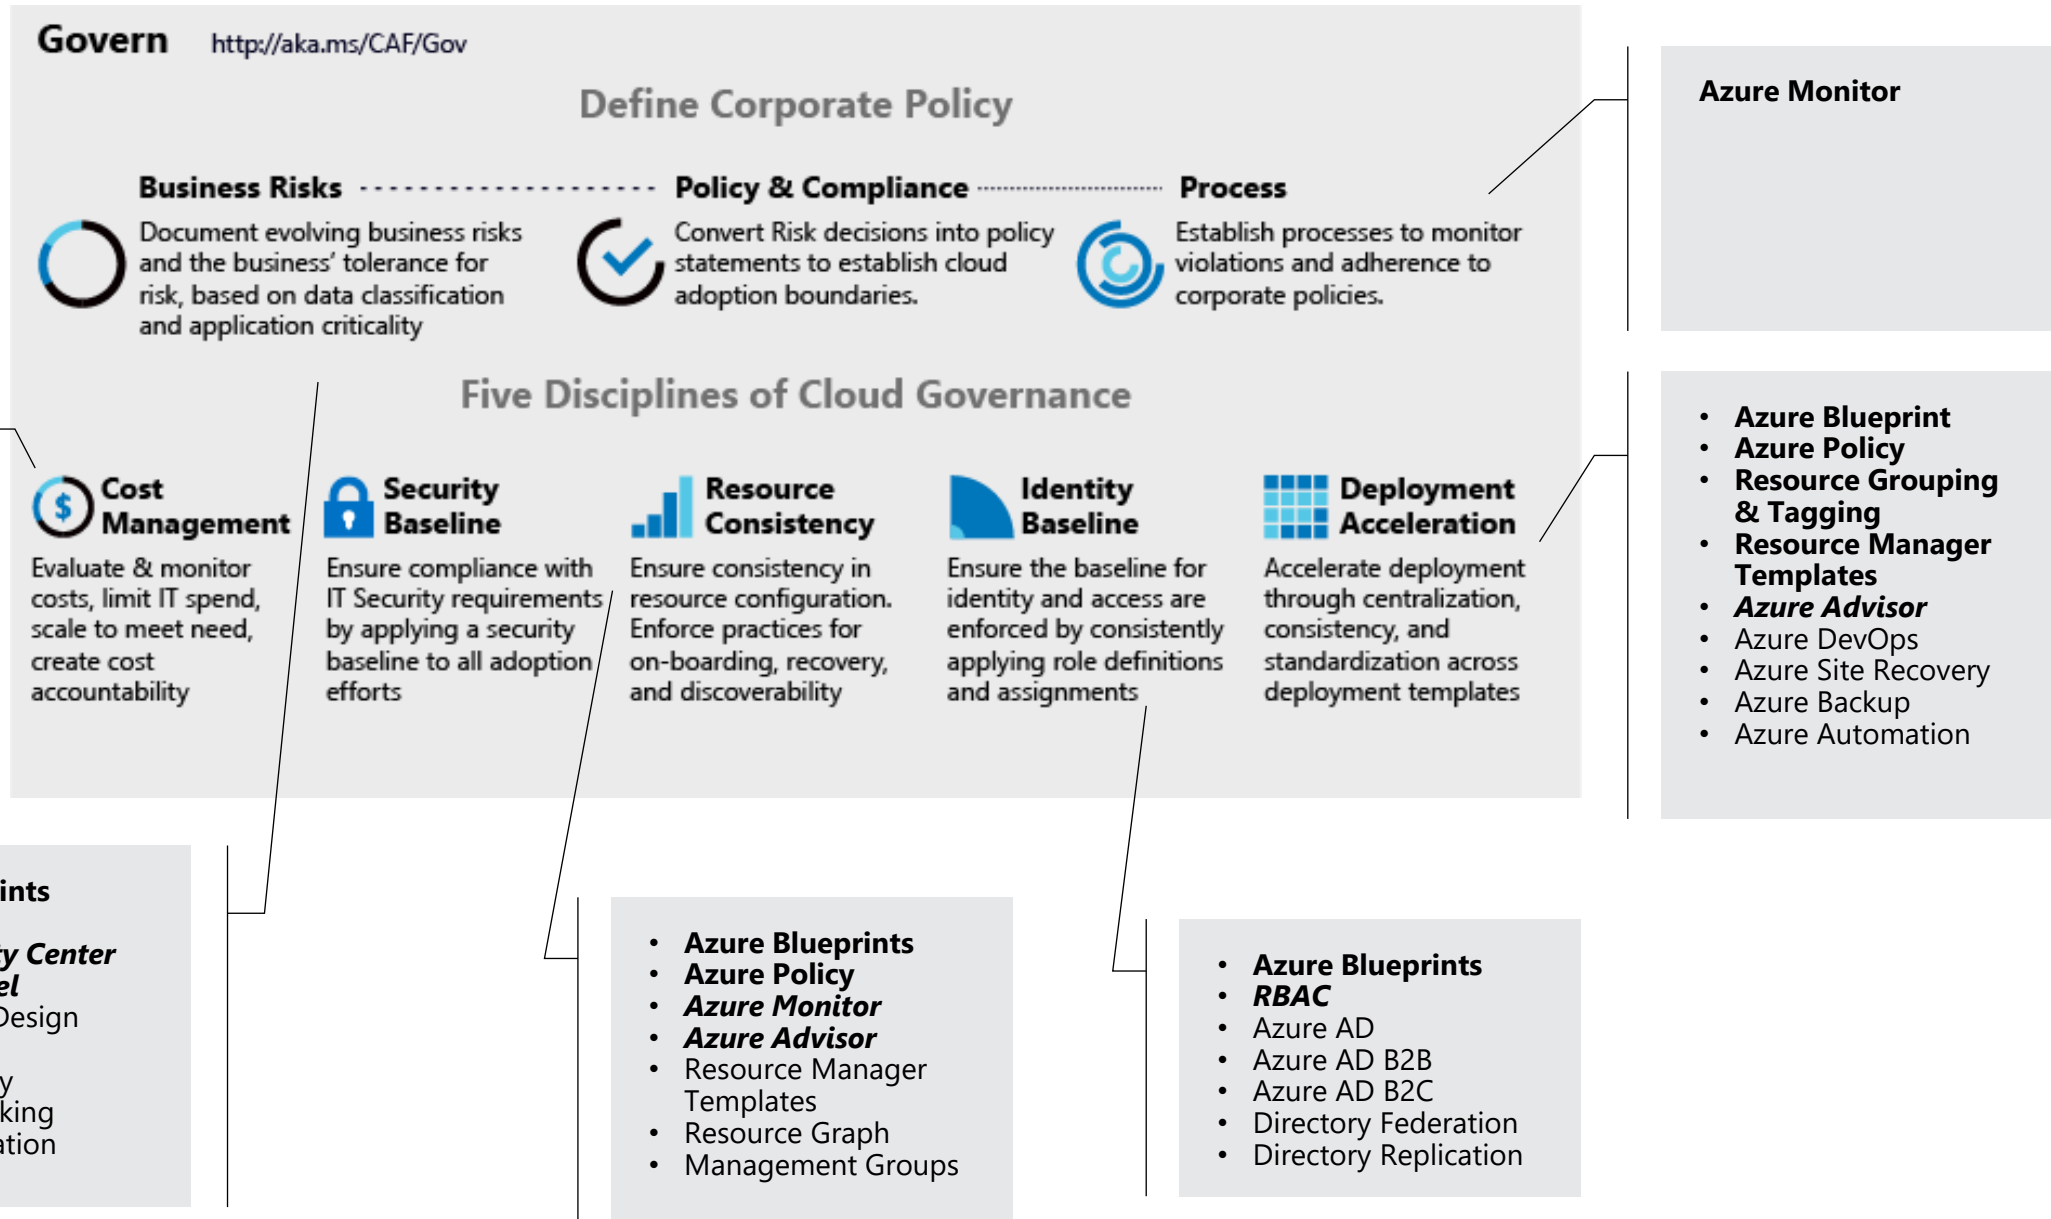 Govern http://aka.ms/CAF/Gov
Define Corporate Policy
Business Risks
Document evolving business risks
and the business’ tolerance for
risk, based on data classification
and application criticality
Policy & Compliance
Convert Risk decisions into policy
statements to establish cloud
adoption boundaries.
Process
Establish processes to monitor
violations and adherence to
corporate policies.
Azure Monitor
Five Disciplines of Cloud Governance
$
Cost
Management
Evaluate & monitor
costs, limit IT spend,
scale to meet need,
create cost
accountability
Security
Baseline
Ensure compliance with
IT Security requirements
by applying a security
baseline to all adoption
efforts
Resource
Consistency
Ensure consistency in
resource configuration.
Enforce practices for
on-boarding, recovery,
and discoverability
Identity
Baseline
Ensure the baseline for
identity and access are
enforced by consistently
applying role definitions
and assignments
Deployment
Acceleration
Accelerate deployment
through centralization,
consistency, and
standardization across
deployment templates
• Azure Blueprint
• Azure Policy
• Resource Grouping
& Tagging
• Resource Manager
Templates
• Azure Advisor
• Azure DevOps
• Azure Site Recovery
• Azure Backup
• Azure Automation
ints
ty Center
el
Design
y
king
ation
• Azure Blueprints
• Azure Policy
• Azure Monitor
• Azure Advisor
• Resource Manager
Templates
• Resource Graph
• Management Groups
• Azure Blueprints
• RBAC
• Azure AD
• Azure AD B2B
• Azure AD B2C
• Directory Federation
• Directory Replication